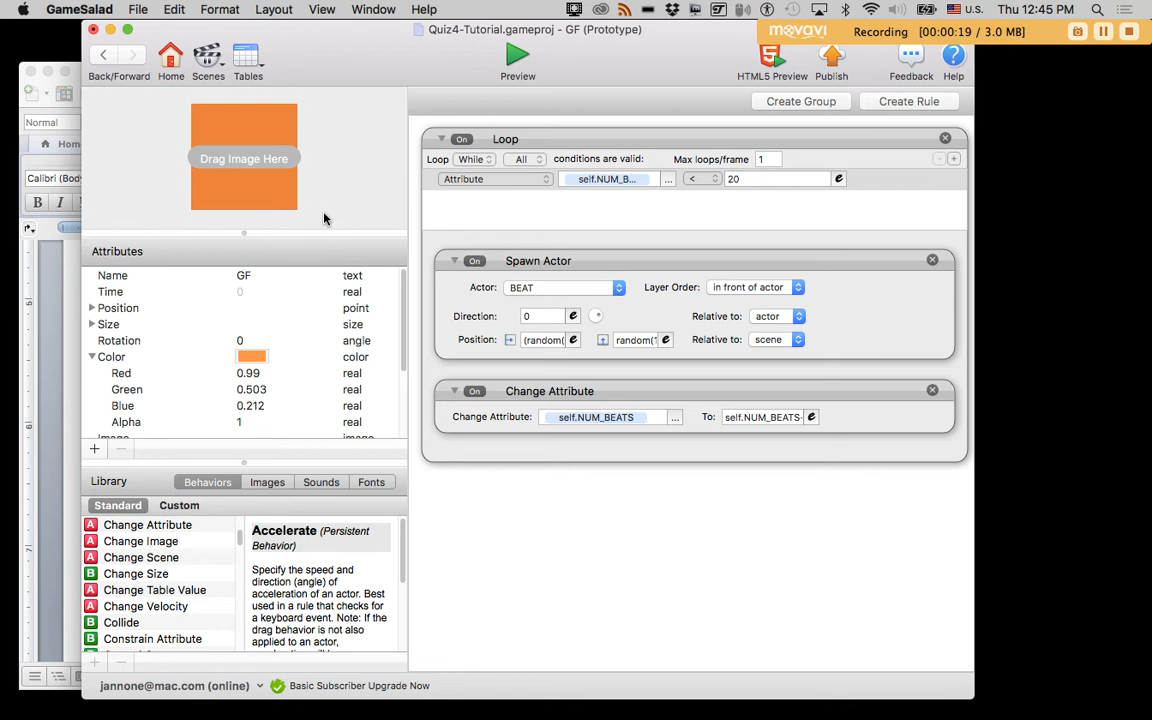 GameSalad File Edit Format Layout View Window Help U.S. Thu 12:45 PM
Quiz4-Tutorial.gameproj - GF (Prototype)
movavi Recording [00:00:19 / 3.0 MB]
Back/Forward Home Scenes Tables Preview HTML5 Preview Publish Feedback Help
Create Group Create Rule
Normal
Hom
Calibri (Body
B I
Drag Image Here
On Loop
Loop While All conditions are valid: Max loops/frame 1
Attribute self.NUM_B... ... < 20 e
Attributes
Name GF text
Time 0 real
Position point
Size size
Rotation 0 angle
Color color
Red 0.99 real
Green 0.503 real
Blue 0.212 real
Alpha 1 real
On Spawn Actor
Actor: BEAT Layer Order: in front of actor
Direction: 0 e Relative to: actor
Position: (random( e random(1 e Relative to: scene
On Change Attribute
Change Attribute: self.NUM_BEATS ... To: self.NUM_BEATS+ e
Library Behaviors Images Sounds Fonts
Standard Custom
A Change Attribute
A Change Image
A Change Scene
B Change Size
A Change Table Value
A Change Velocity
B Collide
B Constrain Attribute
Accelerate (Persistent
Behavior)
Specify the speed and
direction (angle) of
acceleration of an actor. Best
used in a rule that checks for
a keyboard event. Note: If the
drag behavior is not also
applied to an actor,
jannone@mac.com (online) Basic Subscriber Upgrade Now